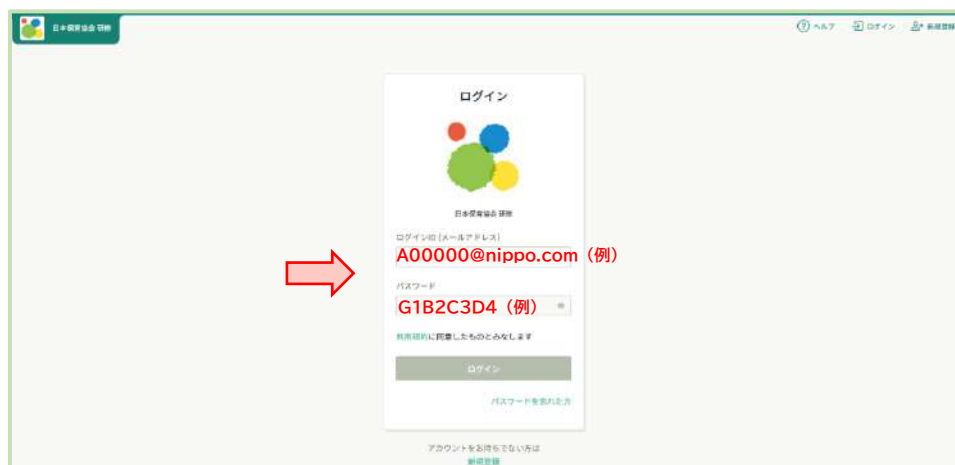 日本保育協会 研修
ヘルプ ログイン 新規登録
ログイン
日本保育協会 研修
ログインID (メールアドレス)
A00000@nippo.com（例）
パスワード
G1B2C3D4（例）
利用規約に同意したものとみなします
ログイン
パスワードを忘れた方
アカウントをお持ちでない方は
新規登録